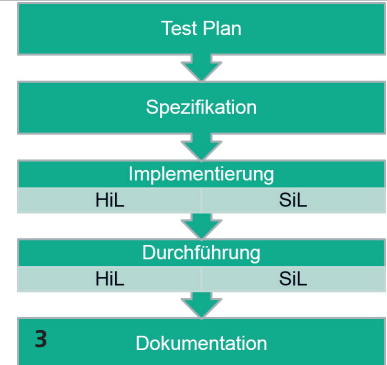 Test Plan
Spezifikation
Implementierung
HiL SiL
Durchführung
HiL SiL
3 Dokumentation